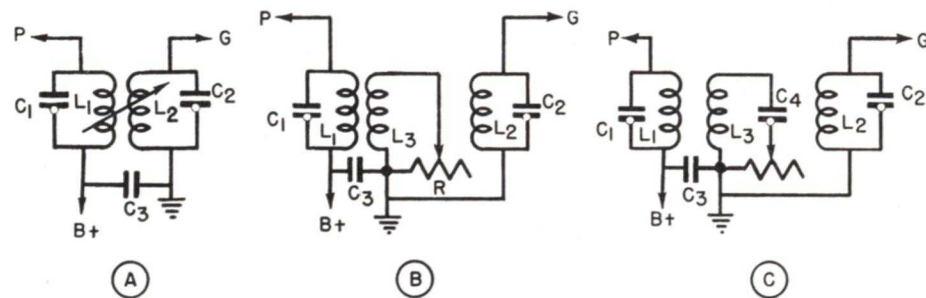 P G
C1 L1 L2 C2
C3
B+
A
P G
C1 L1 L3 L2 C2
C3 R
B+
B
P G
C1 L1 L3 C4 L2 C2
C3
B+
C